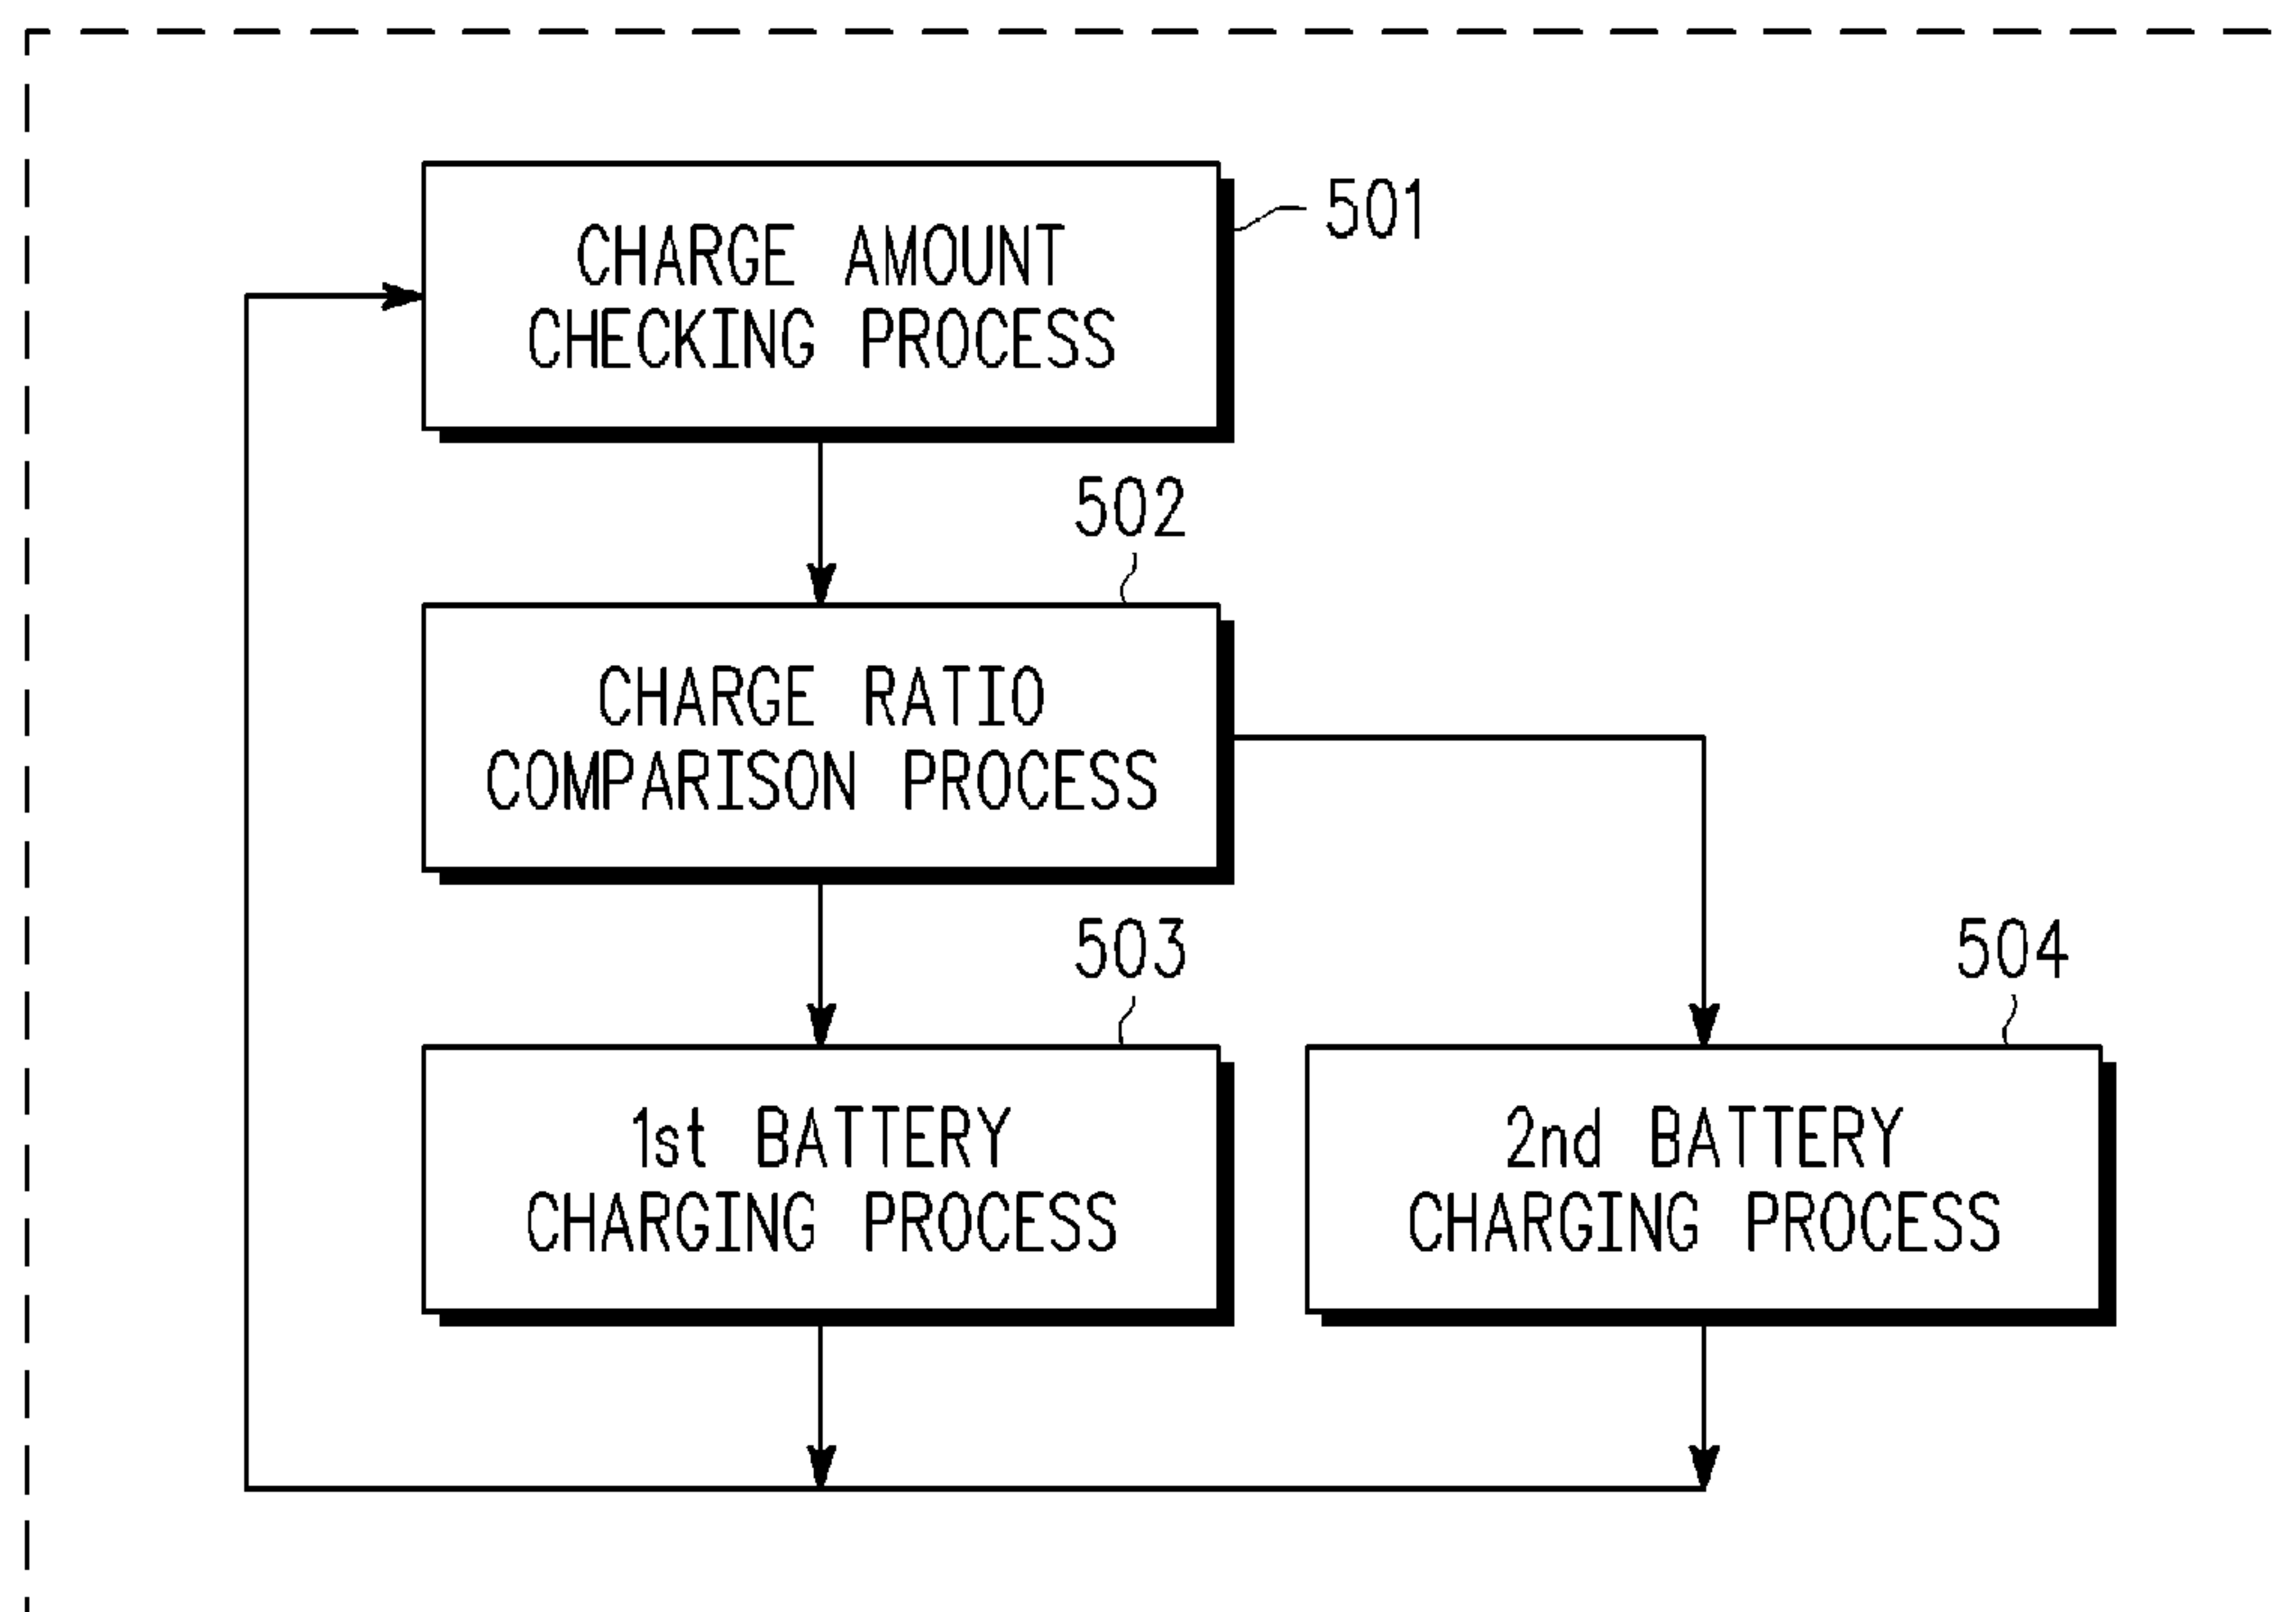 501
CHARGE AMOUNT
CHECKING PROCESS
502
CHARGE RATIO
COMPARISON PROCESS
503
1st BATTERY
CHARGING PROCESS
504
2nd BATTERY
CHARGING PROCESS